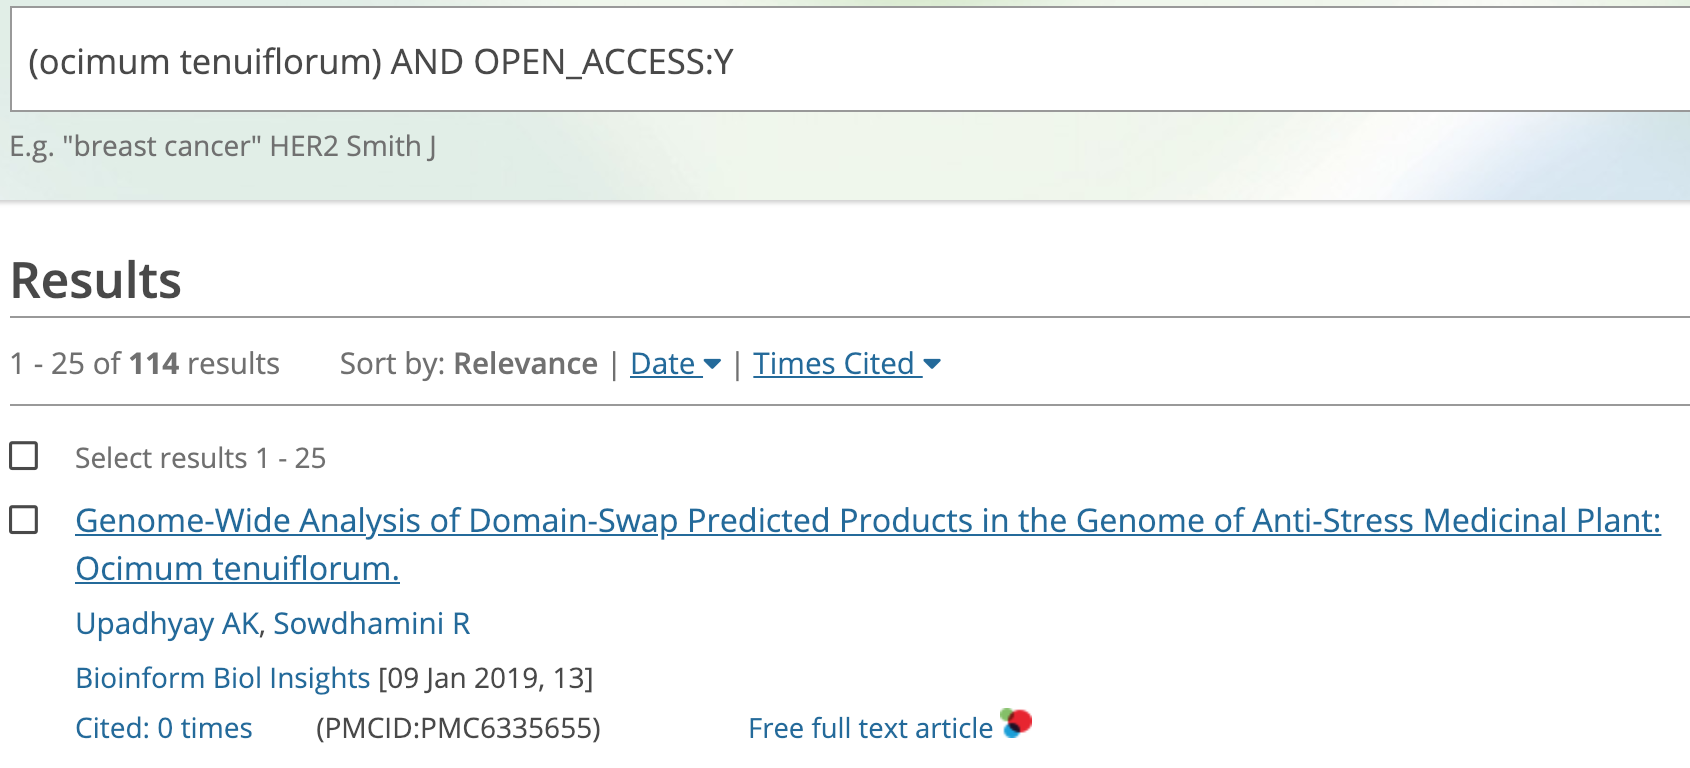 (ocimum tenuiflorum) AND OPEN_ACCESS:Y
E.g. "breast cancer" HER2 Smith J
Results
1 - 25 of 114 results Sort by: Relevance | Date | Times Cited
Select results 1 - 25
Genome-Wide Analysis of Domain-Swap Predicted Products in the Genome of Anti-Stress Medicinal Plant:
Ocimum tenuiflorum.
Upadhyay AK, Sowdhamini R
Bioinform Biol Insights [09 Jan 2019, 13]
Cited: 0 times (PMCID:PMC6335655) Free full text article